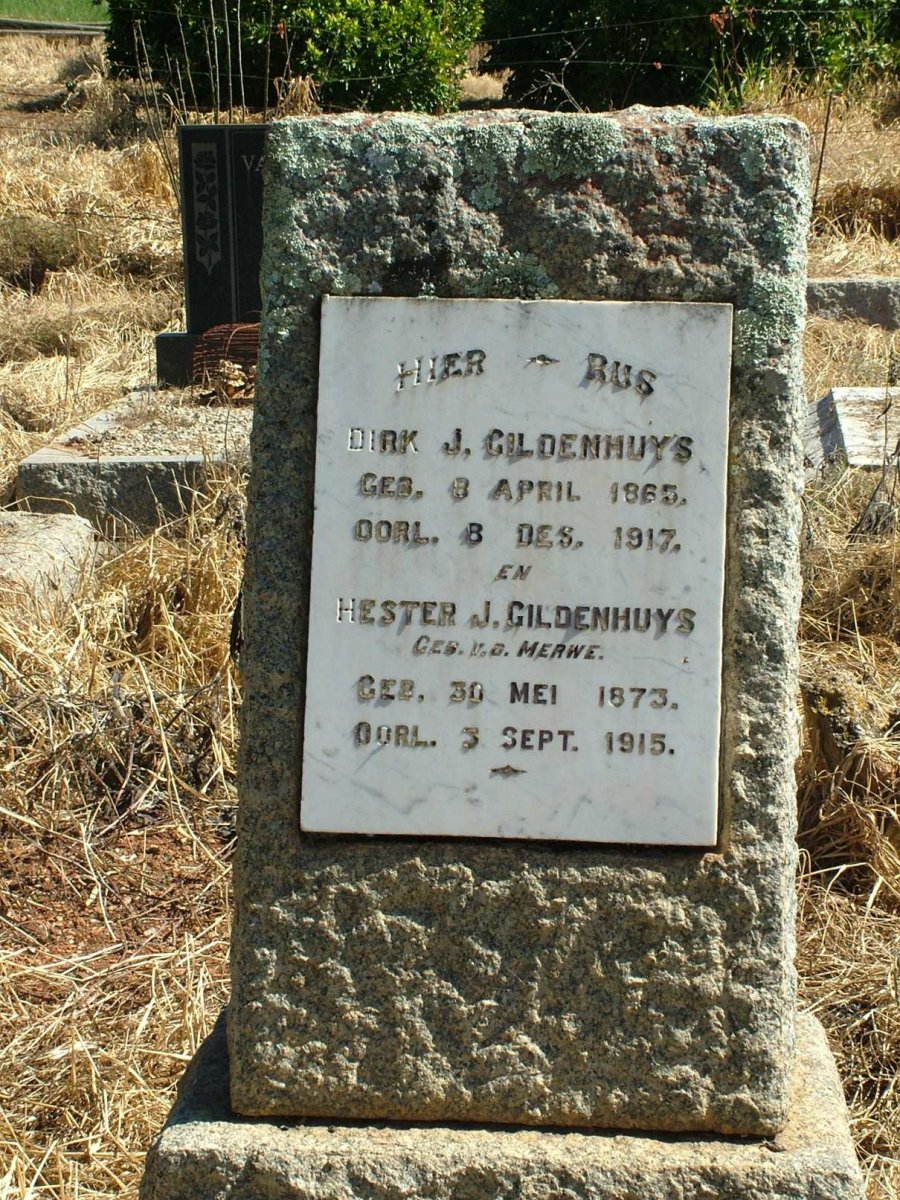 HIER - RUS
DIRK J. GILDENHUYS
GEB. 8 APRIL 1865.
OORL. 8 DES. 1917.
EN
HESTER J. GILDENHUYS
GEB. V.D. MERWE.
GEB. 30 MEI 1873.
OORL. 3 SEPT. 1915.